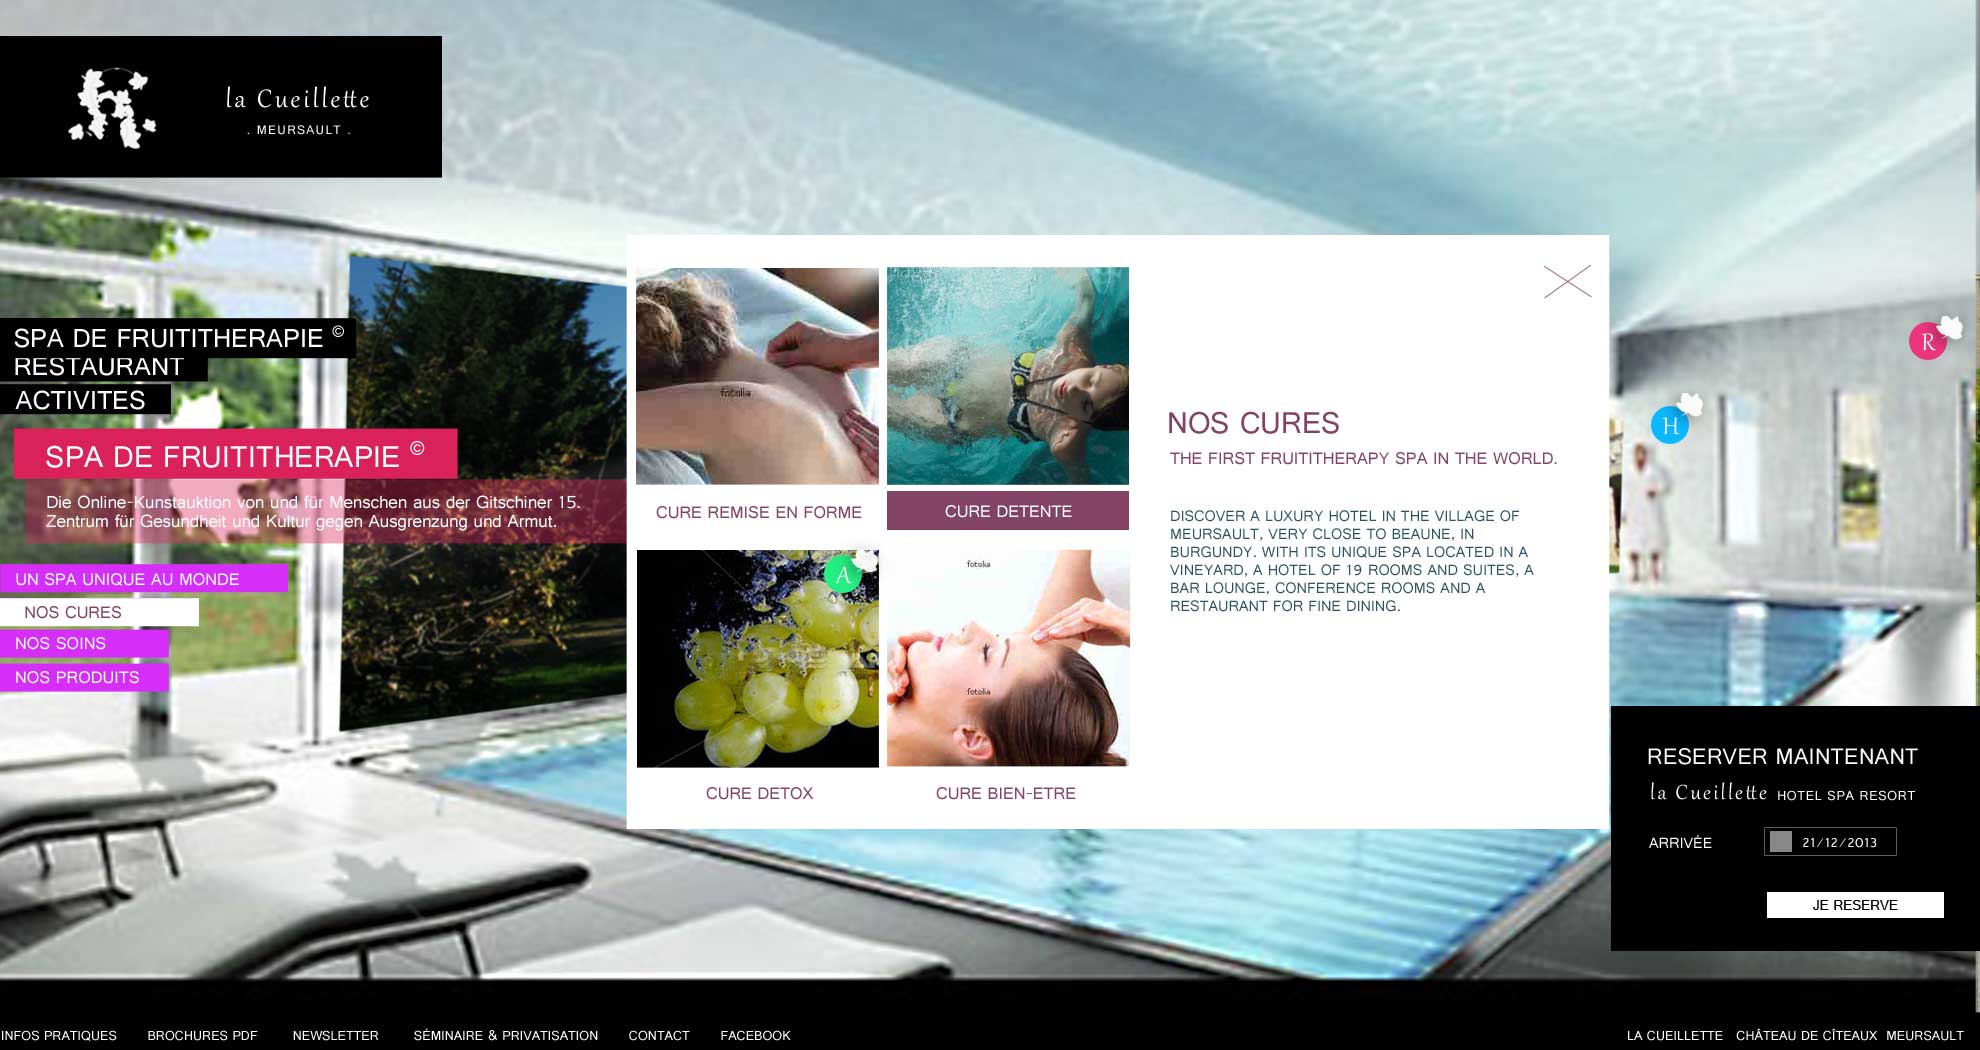 la Cueillette
. MEURSAULT .
SPA DE FRUITITHERAPIE ©
RESTAURANT
ACTIVITES
SPA DE FRUITITHERAPIE ©
Die Online-Kunstauktion von und für Menschen aus der Gitschiner 15.
Zentrum für Gesundheit und Kultur gegen Ausgrenzung und Armut.
UN SPA UNIQUE AU MONDE
NOS CURES
NOS SOINS
NOS PRODUITS
fotolia
CURE REMISE EN FORME
CURE DETENTE
A
fotolia
fotolia
CURE DETOX
CURE BIEN-ETRE
NOS CURES
THE FIRST FRUITITHERAPY SPA IN THE WORLD.
DISCOVER A LUXURY HOTEL IN THE VILLAGE OF
MEURSAULT, VERY CLOSE TO BEAUNE, IN
BURGUNDY. WITH ITS UNIQUE SPA LOCATED IN A
VINEYARD, A HOTEL OF 19 ROOMS AND SUITES, A
BAR LOUNGE, CONFERENCE ROOMS AND A
RESTAURANT FOR FINE DINING.
R
H
RESERVER MAINTENANT
la Cueillette HOTEL SPA RESORT
ARRIVÉE 21/12/2013
JE RESERVE
INFOS PRATIQUES BROCHURES PDF NEWSLETTER SÉMINAIRE & PRIVATISATION CONTACT FACEBOOK
LA CUEILLETTE CHÂTEAU DE CÎTEAUX MEURSAULT